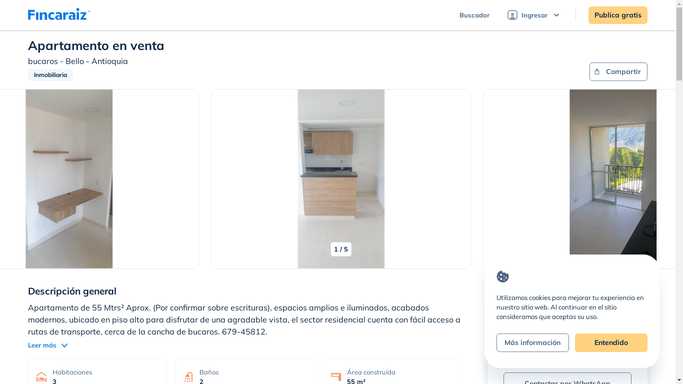 Fincaraiz
Buscador
Ingresar
Publica gratis
Apartamento en venta
bucaros - Bello - Antioquia
Inmobiliaria
Compartir
1 / 5
Descripción general
Apartamento de 55 Mtrs² Aprox. (Por confirmar sobre escrituras), espacios amplios e iluminados, acabados
modernos, ubicado en piso alto para disfrutar de una agradable vista, el sector residencial cuenta con fácil acceso a
rutas de transporte, cerca de la cancha de bucaros. 679-45812.
Leer más
Habitaciones
3
Baños
2
Área construida
55 m²
Utilizamos cookies para mejorar tu experiencia en
nuestro sitio web. Al continuar en el sitio
consideramos que aceptas su uso.
Más información
Entendido
Contactar por WhatsApp